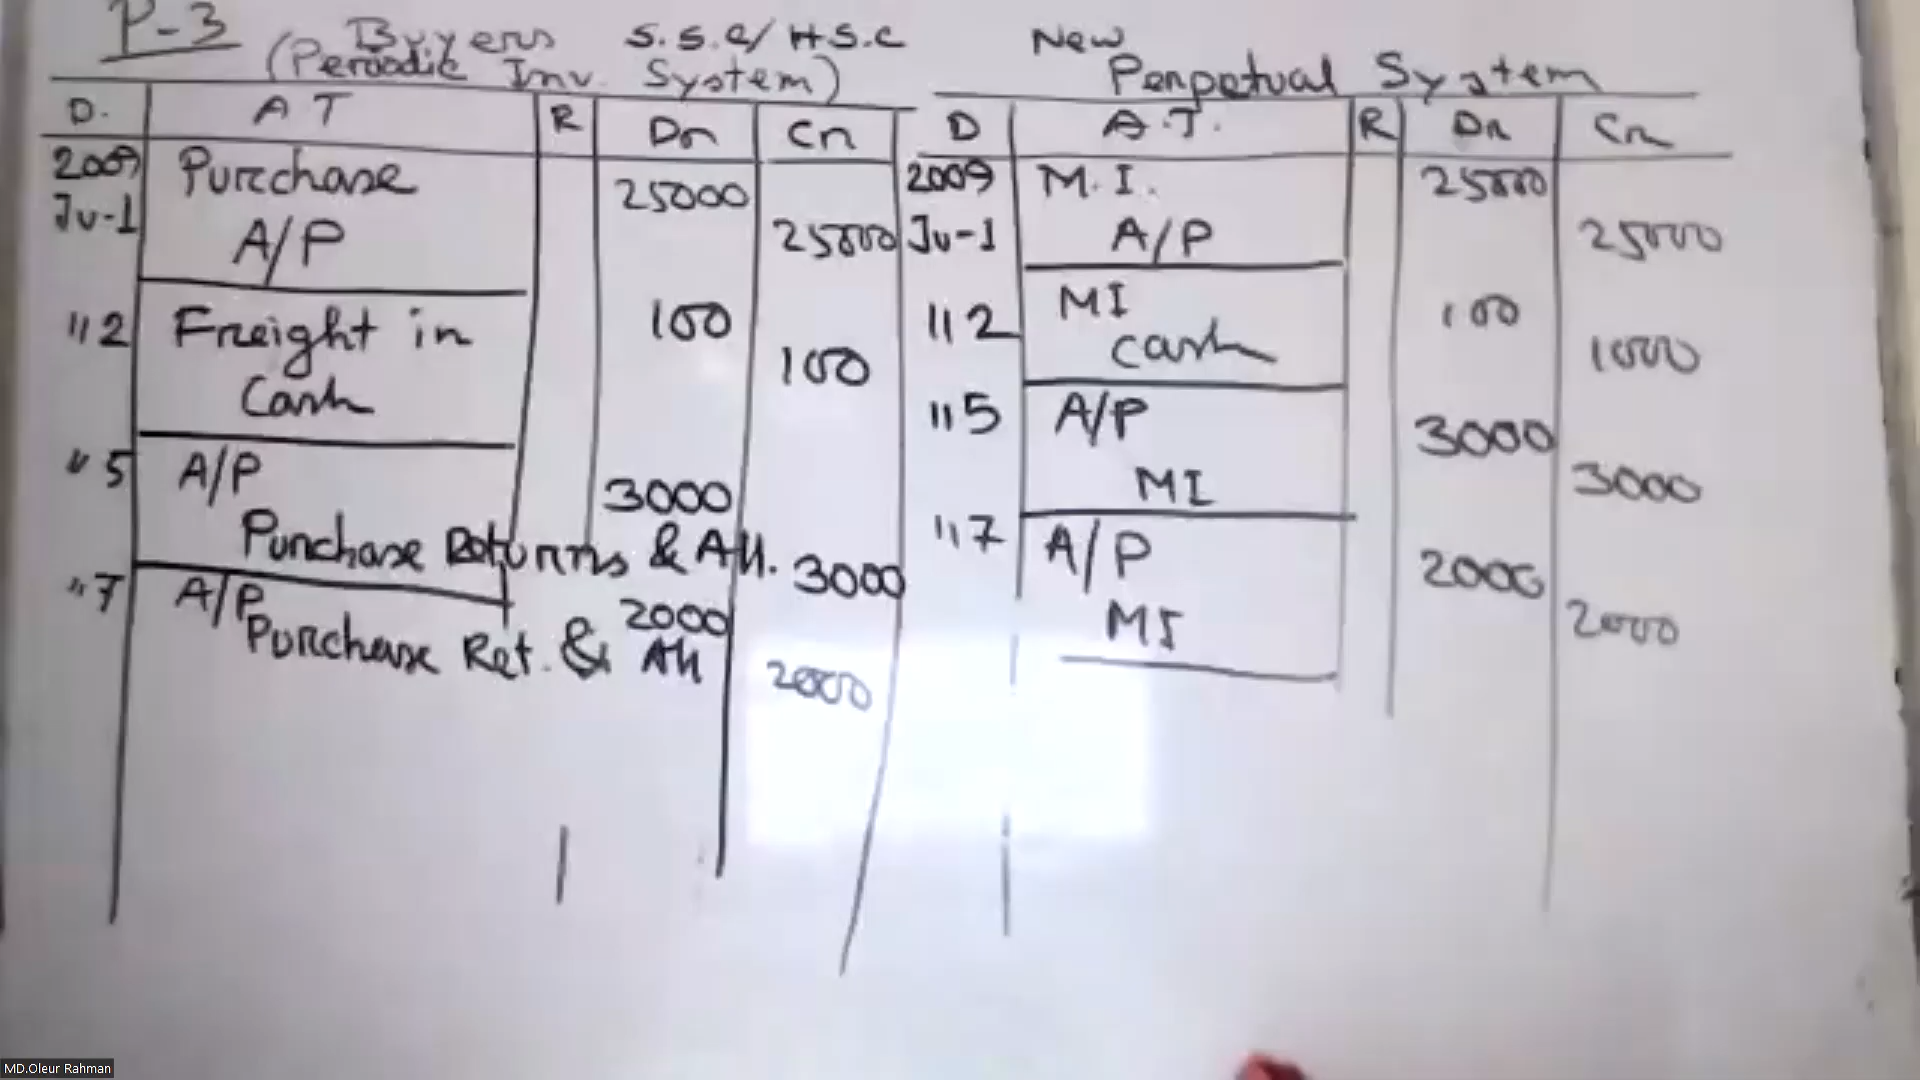 P-3
Buyers S.S.C/H.S.C
(Periodic Inv. System)
D. A T R Dr Cr
2009 Purchase 25000
Ju-1 A/P 25000
"2 Freight in 100
Cash 100
"5 A/P 3000
Purchase Returns & All. 3000
"7 A/P 2000
Purchase Ret. & All 2000
New
Perpetual System
D A.T. R Dr Cr
2009 M.I. 25000
Ju-1 A/P 25000
"2 MI 100
Cash 1000
"5 A/P 3000
MI 3000
"7 A/P 2000
MI 2000
MD.Oleur Rahman